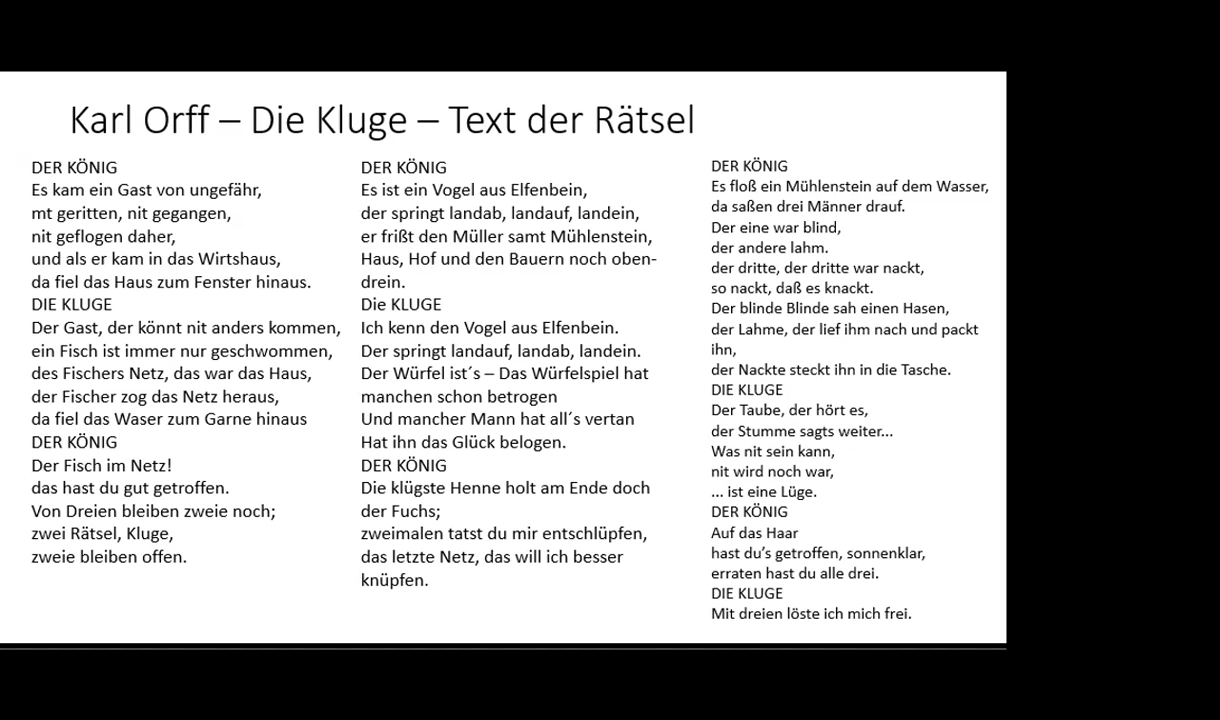 Karl Orff – Die Kluge – Text der Rätsel
DER KÖNIG
Es kam ein Gast von ungefähr,
mt geritten, nit gegangen,
nit geflogen daher,
und als er kam in das Wirtshaus,
da fiel das Haus zum Fenster hinaus.
DIE KLUGE
Der Gast, der könnt nit anders kommen,
ein Fisch ist immer nur geschwommen,
des Fischers Netz, das war das Haus,
der Fischer zog das Netz heraus,
da fiel das Waser zum Garne hinaus
DER KÖNIG
Der Fisch im Netz!
das hast du gut getroffen.
Von Dreien bleiben zweie noch;
zwei Rätsel, Kluge,
zweie bleiben offen.
DER KÖNIG
Es ist ein Vogel aus Elfenbein,
der springt landab, landauf, landein,
er frißt den Müller samt Mühlenstein,
Haus, Hof und den Bauern noch oben-
drein.
Die KLUGE
Ich kenn den Vogel aus Elfenbein.
Der springt landauf, landab, landein.
Der Würfel ist´s – Das Würfelspiel hat
manchen schon betrogen
Und mancher Mann hat all´s vertan
Hat ihn das Glück belogen.
DER KÖNIG
Die klügste Henne holt am Ende doch
der Fuchs;
zweimalen tatst du mir entschlüpfen,
das letzte Netz, das will ich besser
knüpfen.
DER KÖNIG
Es floß ein Mühlenstein auf dem Wasser,
da saßen drei Männer drauf.
Der eine war blind,
der andere lahm.
der dritte, der dritte war nackt,
so nackt, daß es knackt.
Der blinde Blinde sah einen Hasen,
der Lahme, der lief ihm nach und packt
ihn,
der Nackte steckt ihn in die Tasche.
DIE KLUGE
Der Taube, der hört es,
der Stumme sagts weiter...
Was nit sein kann,
nit wird noch war,
... ist eine Lüge.
DER KÖNIG
Auf das Haar
hast du’s getroffen, sonnenklar,
erraten hast du alle drei.
DIE KLUGE
Mit dreien löste ich mich frei.